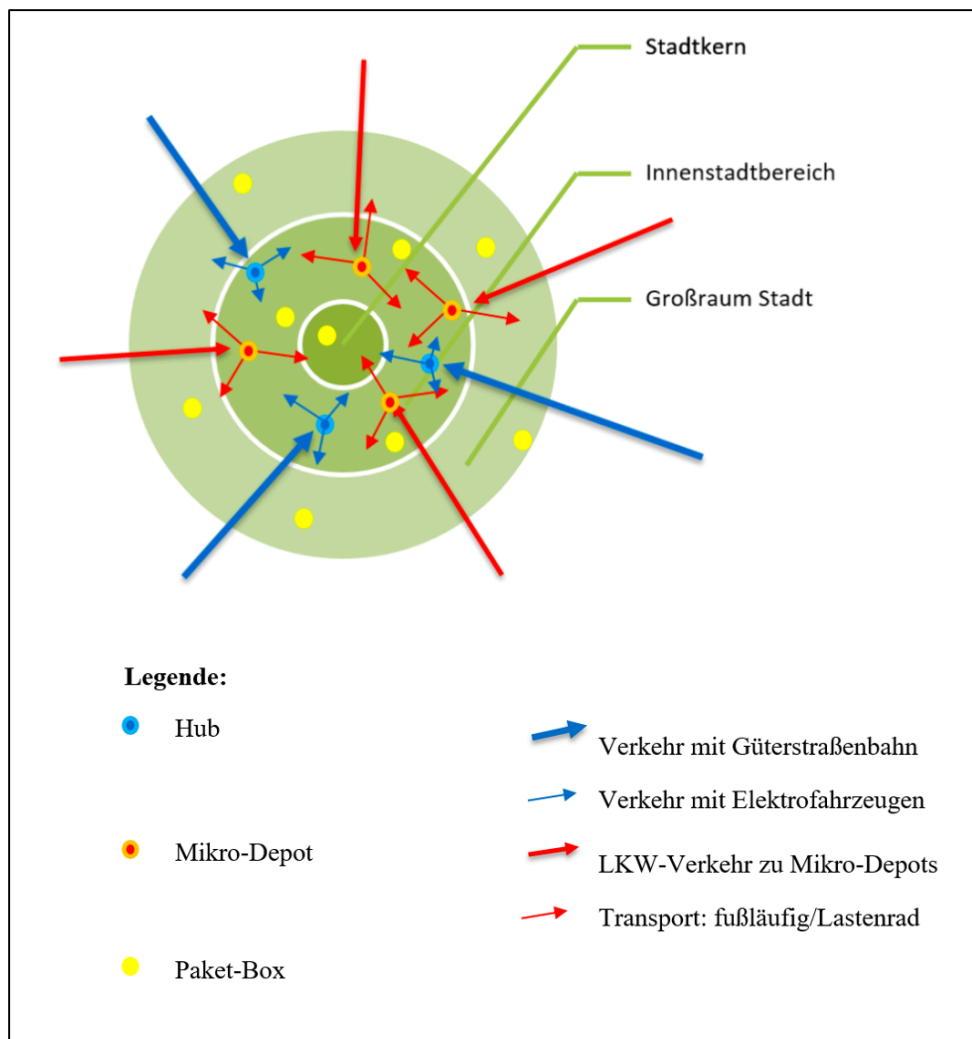 Stadtkern
Innenstadtbereich
Großraum Stadt
Legende:
Hub
Verkehr mit Güterstraßenbahn
Verkehr mit Elektrofahrzeugen
Mikro-Depot
LKW-Verkehr zu Mikro-Depots
Transport: fußläufig/Lastenrad
Paket-Box